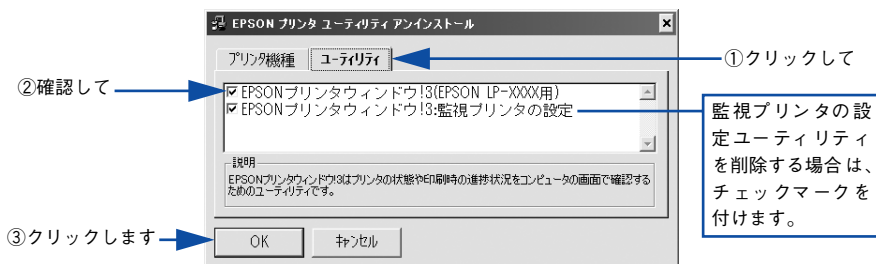 EPSON プリンタ ユーティリティ アンインストール
プリンタ機種 ユーティリティ
①クリックして
②確認して
EPSONプリンタウィンドウ!3(EPSON LP-XXXX用)
EPSONプリンタウィンドウ!3:監視プリンタの設定
監視プリンタの設
定ユーティリティ
を削除する場合は、
チェックマークを
付けます。
説明
EPSONプリンタウィンドウ!3はプリンタの状態や印刷時の進捗状況をコンピュータの画面で確認する
ためのユーティリティです。
③クリックします
OK キャンセル